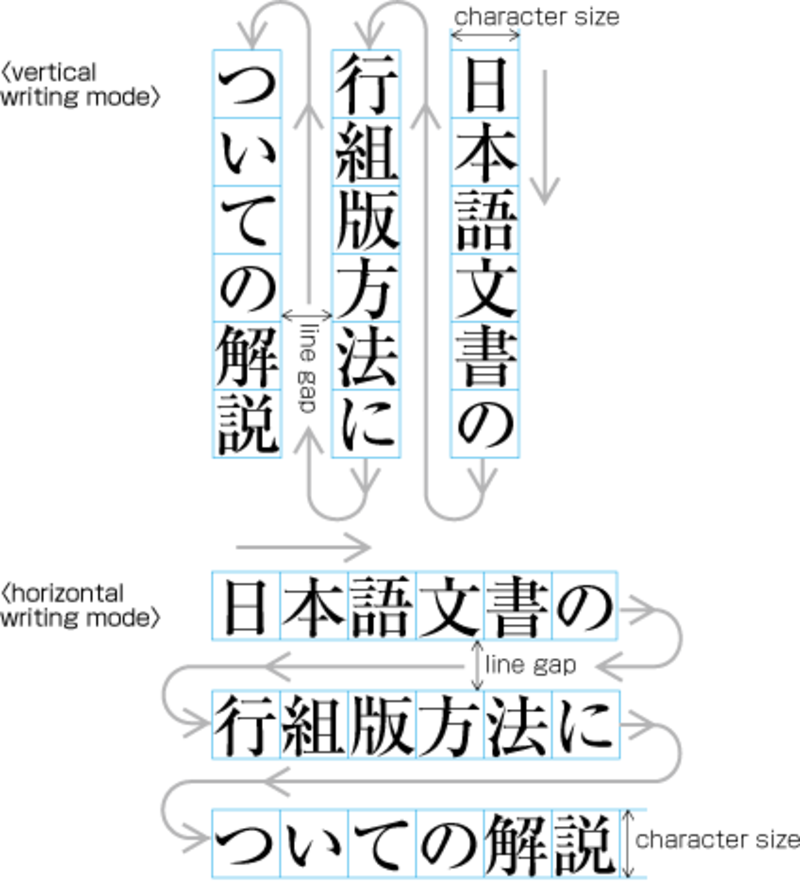 character size
〈vertical
writing mode〉
日本語文書の
行組版方法に
ついての解説
line gap
〈horizontal
writing mode〉
日本語文書の
line gap
行組版方法に
ついての解説
character size